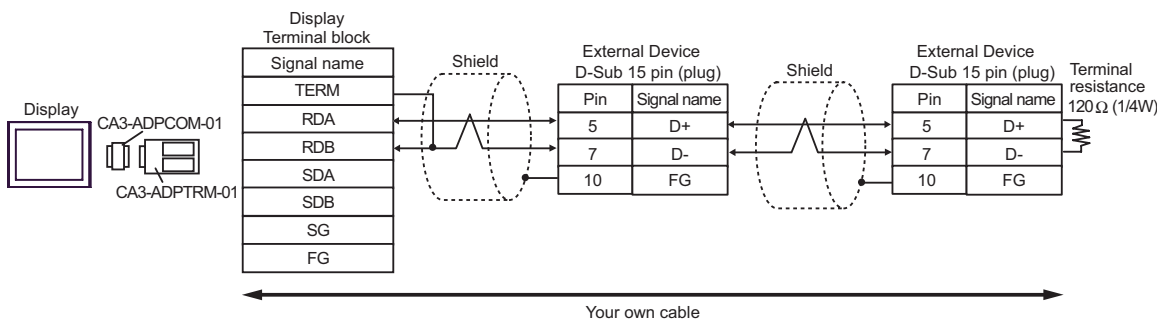 Display
CA3-ADPCOM-01
CA3-ADPTRM-01
Display
Terminal block
Signal name
TERM
RDA
RDB
SDA
SDB
SG
FG
Shield
External Device
D-Sub 15 pin (plug)
Pin Signal name
5 D+
7 D-
10 FG
Shield
External Device
D-Sub 15 pin (plug)
Pin Signal name
5 D+
7 D-
10 FG
Terminal
resistance
120Ω (1/4W)
Your own cable